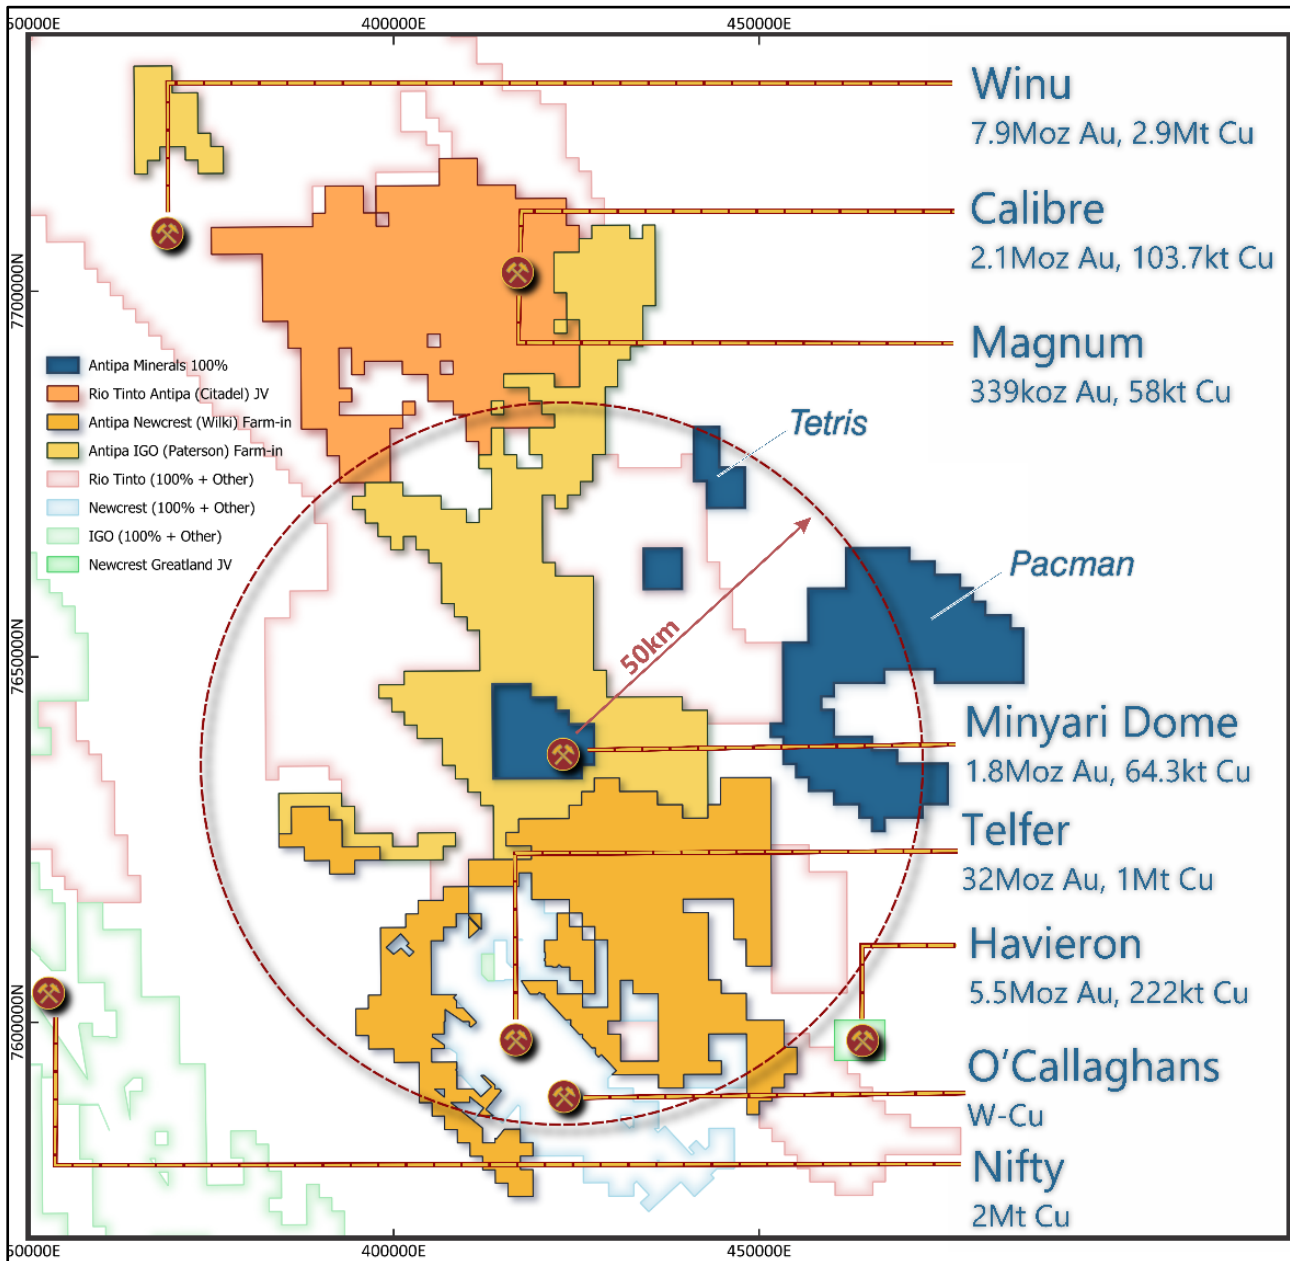 50000E 400000E 450000E
Winu
7.9Moz Au, 2.9Mt Cu
Calibre
2.1Moz Au, 103.7kt Cu
7700000N
Magnum
339koz Au, 58kt Cu
Antipa Minerals 100%
Rio Tinto Antipa (Citadel) JV
Antipa Newcrest (Wilki) Farm-in
Antipa IGO (Paterson) Farm-in
Rio Tinto (100% + Other)
Newcrest (100% + Other)
IGO (100% + Other)
Newcrest Greatland JV
Tetris
Pacman
50km
7650000N
Minyari Dome
1.8Moz Au, 64.3kt Cu
Telfer
32Moz Au, 1Mt Cu
Havieron
5.5Moz Au, 222kt Cu
7600000N
O'Callaghans
W-Cu
Nifty
2Mt Cu
50000E 400000E 450000E